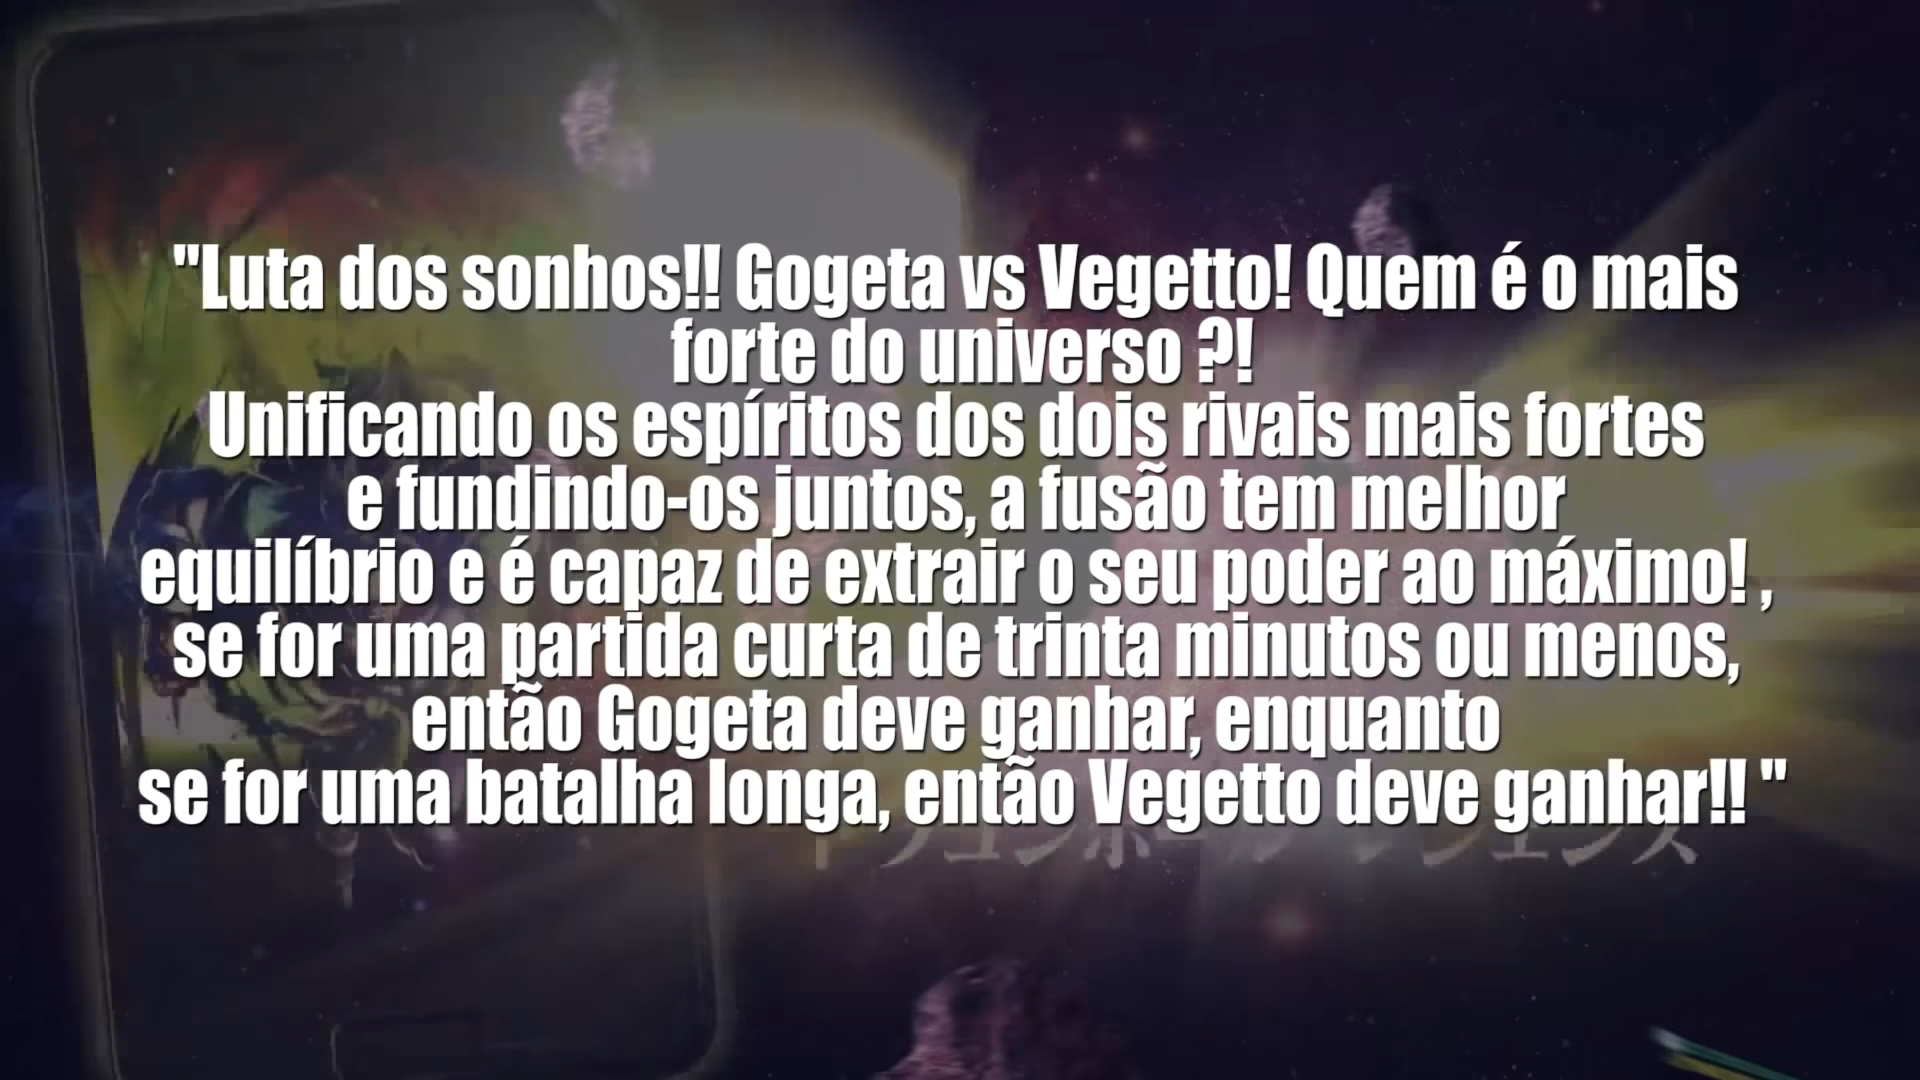 "Luta dos sonhos!! Gogeta vs Vegetto! Quem é o mais
forte do universo ?!
Unificando os espíritos dos dois rivais mais fortes
e fundindo-os juntos, a fusão tem melhor
equilíbrio e é capaz de extrair o seu poder ao máximo! ,
se for uma partida curta de trinta minutos ou menos,
então Gogeta deve ganhar, enquanto
se for uma batalha longa, então Vegetto deve ganhar!! "